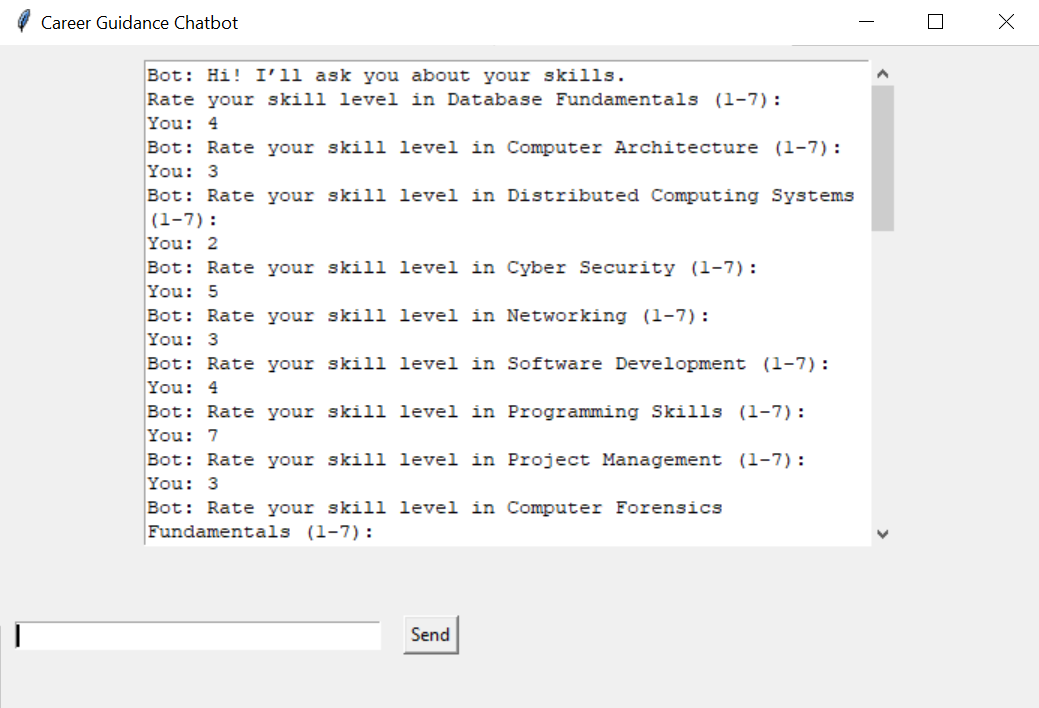 Career Guidance Chatbot
Bot: Hi! I’ll ask you about your skills.
Rate your skill level in Database Fundamentals (1-7):
You: 4
Bot: Rate your skill level in Computer Architecture (1-7):
You: 3
Bot: Rate your skill level in Distributed Computing Systems
(1-7):
You: 2
Bot: Rate your skill level in Cyber Security (1-7):
You: 5
Bot: Rate your skill level in Networking (1-7):
You: 3
Bot: Rate your skill level in Software Development (1-7):
You: 4
Bot: Rate your skill level in Programming Skills (1-7):
You: 7
Bot: Rate your skill level in Project Management (1-7):
You: 3
Bot: Rate your skill level in Computer Forensics
Fundamentals (1-7):
Send